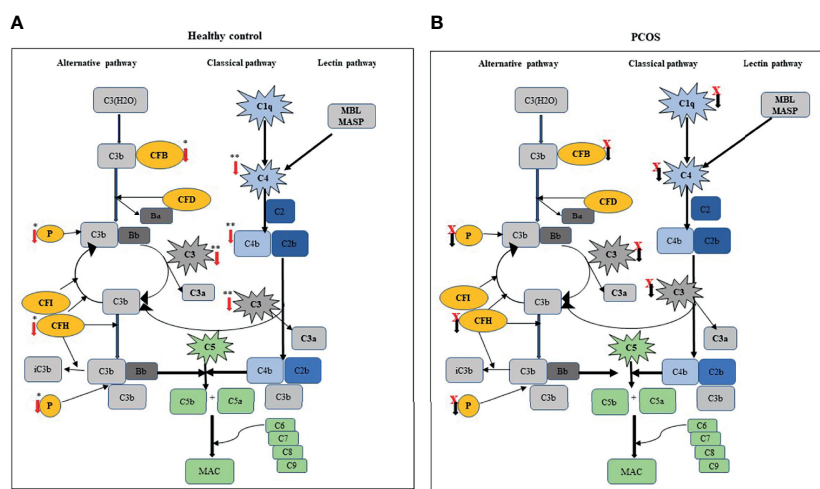 A
Healthy control
Alternative pathway
Classical pathway
Lectin pathway
C3(H2O)
C1q
MBL
MASP
C3b
CFB
*
**
C4
C2
CFD
Ba
*
P
C3b
Bb
**
C4b
C2b
C3
**
C3a
**
C3
CFI
C3b
*
CFH
C3a
C5
iC3b
C3b
Bb
C4b
C2b
C3b
C3b
*
P
C5b
+
C5a
C6
C7
C8
C9
MAC
B
PCOS
Alternative pathway
Classical pathway
Lectin pathway
C3(H2O)
C1q
X
MBL
MASP
C3b
CFB
X
X
C4
C2
CFD
Ba
X
P
C3b
Bb
C4b
C2b
C3
X
C3a
X
C3
CFI
C3b
X
CFH
C3a
C5
iC3b
C3b
Bb
C4b
C2b
C3b
C3b
X
P
C5b
+
C5a
C6
C7
C8
C9
MAC